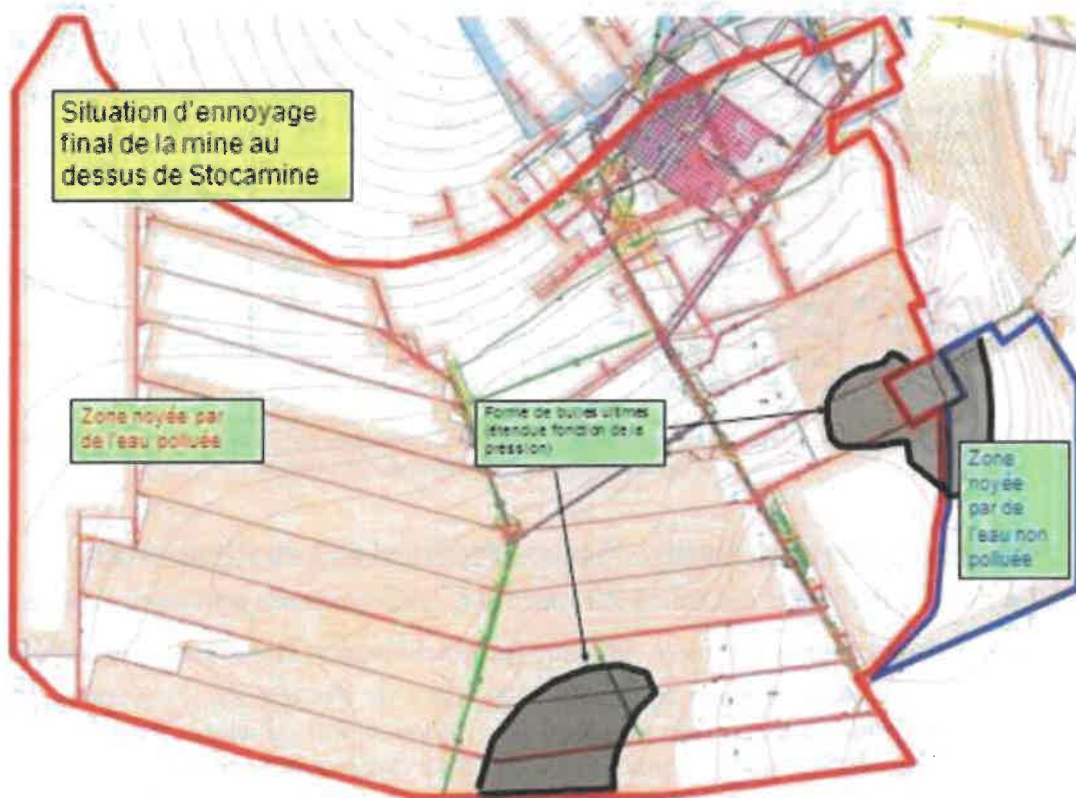 Situation d'ennoyage
final de la mine au
dessus de Stocamine
Zone noyée par
de l'eau polluée
Forme de bulles ultimes
(étendue fonction de la
pression)
Zone
noyée
par de
l'eau non
polluée